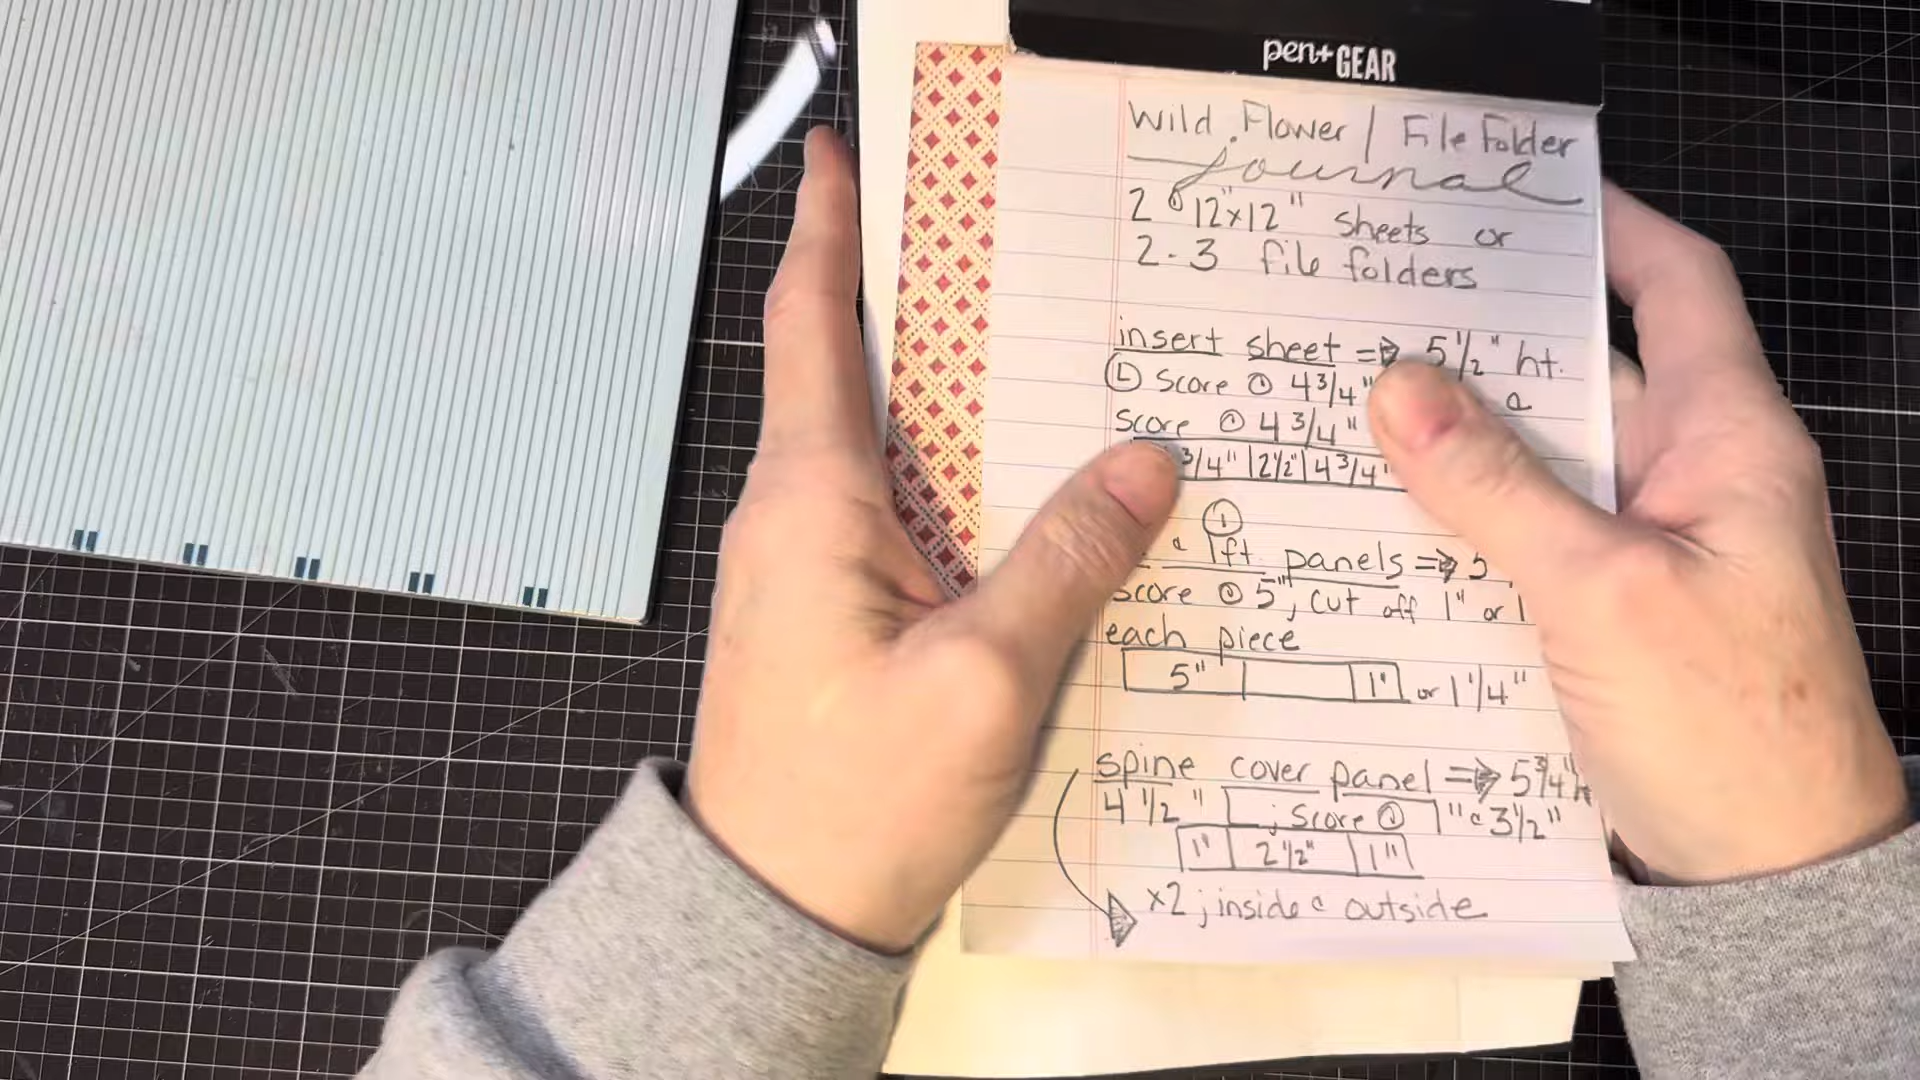 pen+GEAR
Wild Flower / File Folder
Journal
2 @ 12"x12" sheets or
2-3 file folders
insert sheet => 5 1/2" ht.
(L) Score @ 4 3/4"
Score @ 4 3/4"
3/4" | 2 1/2" | 4 3/4"
1
lft panels => 5
Score @ 5", cut off 1" or 1
each piece
5" 1" or 1 1/4"
spine cover panel => 5 3/4"
4 1/2" ; Score @ 1" & 3 1/2"
1" 2 1/2" 1"
x2 ; inside & outside